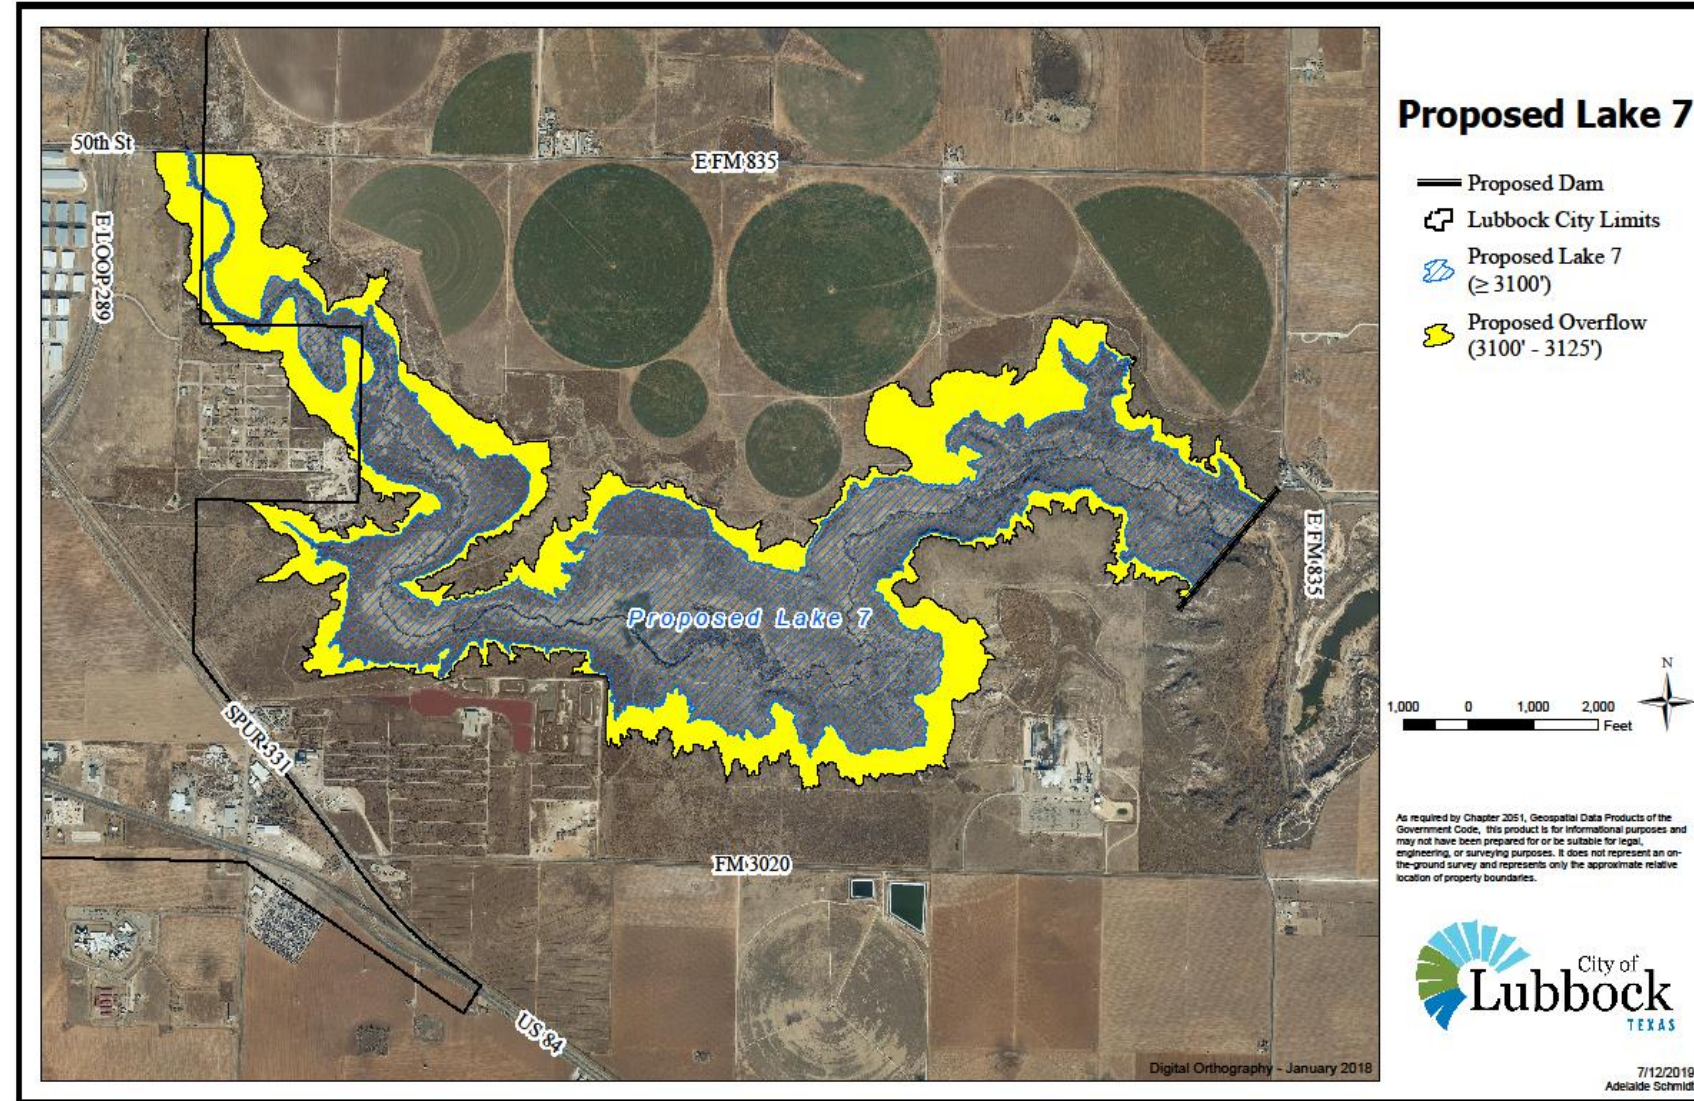 Proposed Lake 7
Proposed Dam
Lubbock City Limits
Proposed Lake 7
(≥ 3100')
Proposed Overflow
(3100' - 3125')
50th St
E FM 835
E LOOP 289
E FM 835
Proposed Lake 7
SPUR 331
FM 3020
US 84
Digital Orthography - January 2018
N
1,000 0 1,000 2,000
Feet
As required by Chapter 2051, Geospatial Data Products of the
Government Code, this product is for informational purposes and
may not have been prepared for or be suitable for legal,
engineering, or surveying purposes. It does not represent an on-
the-ground survey and represents only the approximate relative
location of property boundaries.
City of
Lubbock
TEXAS
7/12/2019
Adelaide Schmidt